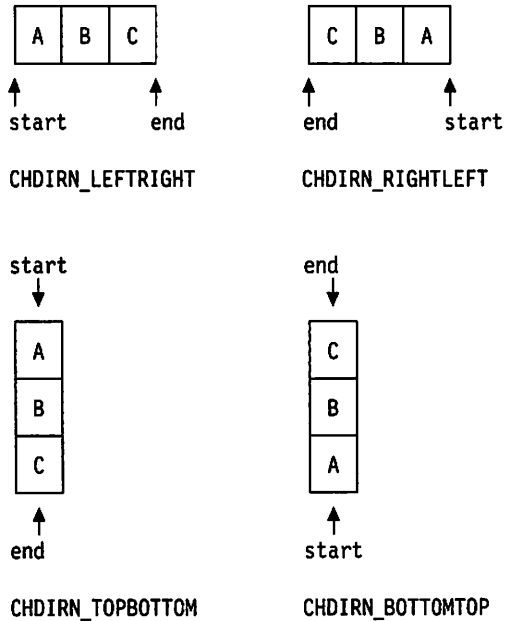 A B C C B A
start end end start
CHDIRN_LEFTRIGHT CHDIRN_RIGHTLEFT
start end
A C
B B
C A
end start
CHDIRN_TOPBOTTOM CHDIRN_BOTTOMTOP